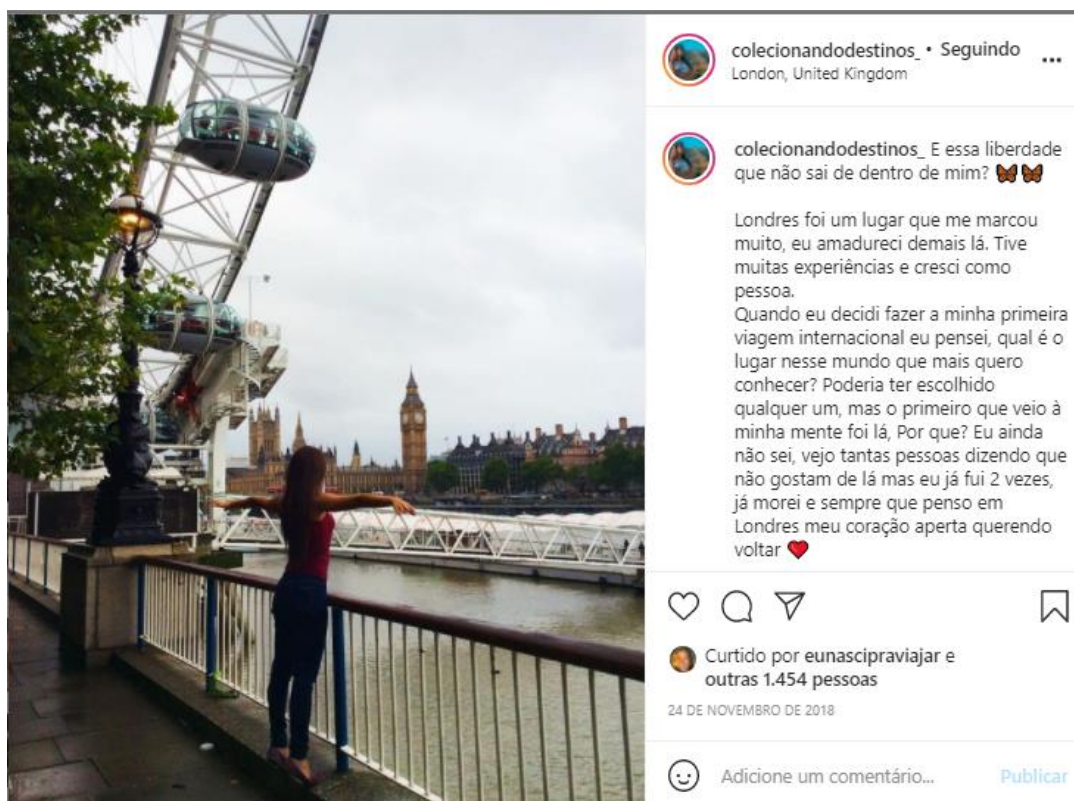 colecionandodestinos_ • Seguindo
London, United Kingdom
colecionandodestinos_ E essa liberdade
que não sai de dentro de mim? 🦋🦋
Londres foi um lugar que me marcou
muito, eu amadureci demais lá. Tive
muitas experiências e cresci como
pessoa.
Quando eu decidi fazer a minha primeira
viagem internacional eu pensei, qual é o
lugar nesse mundo que mais quero
conhecer? Poderia ter escolhido
qualquer um, mas o primeiro que veio à
minha mente foi lá, Por que? Eu ainda
não sei, vejo tantas pessoas dizendo que
não gostam de lá mas eu já fui 2 vezes,
já morei e sempre que penso em
Londres meu coração aperta querendo
voltar ❤️
Curtido por eunascipraviajar e
outras 1.454 pessoas
24 DE NOVEMBRO DE 2018
Adicione um comentário... Publicar